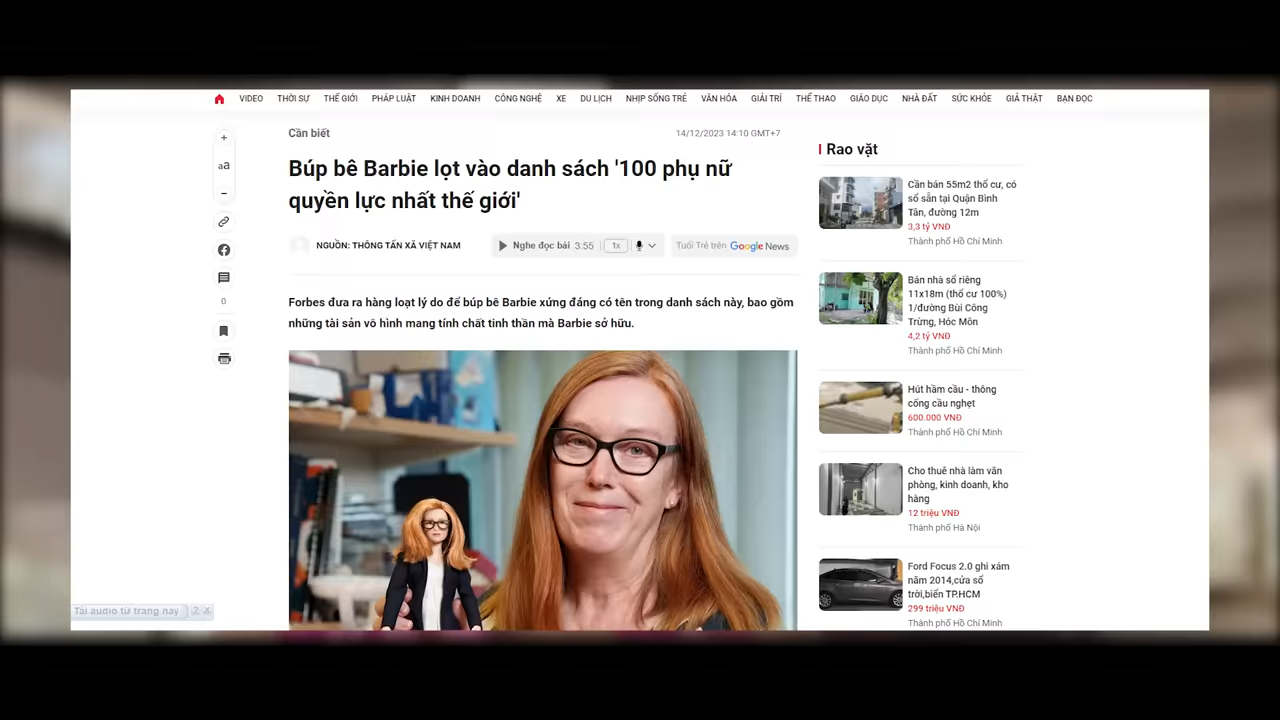 VIDEO THỜI SỰ THẾ GIỚI PHÁP LUẬT KINH DOANH CÔNG NGHỆ XE DU LỊCH NHỊP SỐNG TRẺ VĂN HÓA GIẢI TRÍ THỂ THAO GIÁO DỤC NHÀ ĐẤT SỨC KHỎE GIẢ THẬT BẠN ĐỌC
+
aA
−
0
Cần biết
14/12/2023 14:10 GMT+7
Búp bê Barbie lọt vào danh sách '100 phụ nữ
quyền lực nhất thế giới'
NGUỒN: THÔNG TẤN XÃ VIỆT NAM
Nghe đọc bài 3:55 1x
Tuổi Trẻ trên Google News
Forbes đưa ra hàng loạt lý do để búp bê Barbie xứng đáng có tên trong danh sách này, bao gồm
những tài sản vô hình mang tính chất tinh thần mà Barbie sở hữu.
Rao vặt
Cần bán 55m2 thổ cư, có
sổ sẵn tại Quận Bình
Tân, đường 12m
3,3 tỷ VNĐ
Thành phố Hồ Chí Minh
Bán nhà sổ riêng
11x18m (thổ cư 100%)
1/đường Bùi Công
Trừng, Hóc Môn
4,2 tỷ VNĐ
Thành phố Hồ Chí Minh
Hút hầm cầu - thông
cống cầu nghẹt
600.000 VNĐ
Thành phố Hồ Chí Minh
Cho thuê nhà làm văn
phòng, kinh doanh, kho
hàng
12 triệu VNĐ
Thành phố Hà Nội
Ford Focus 2.0 ghi xám
năm 2014,cửa sổ
trời,biển TP.HCM
299 triệu VNĐ
Thành phố Hồ Chí Minh
Tải audio từ trang này ? X